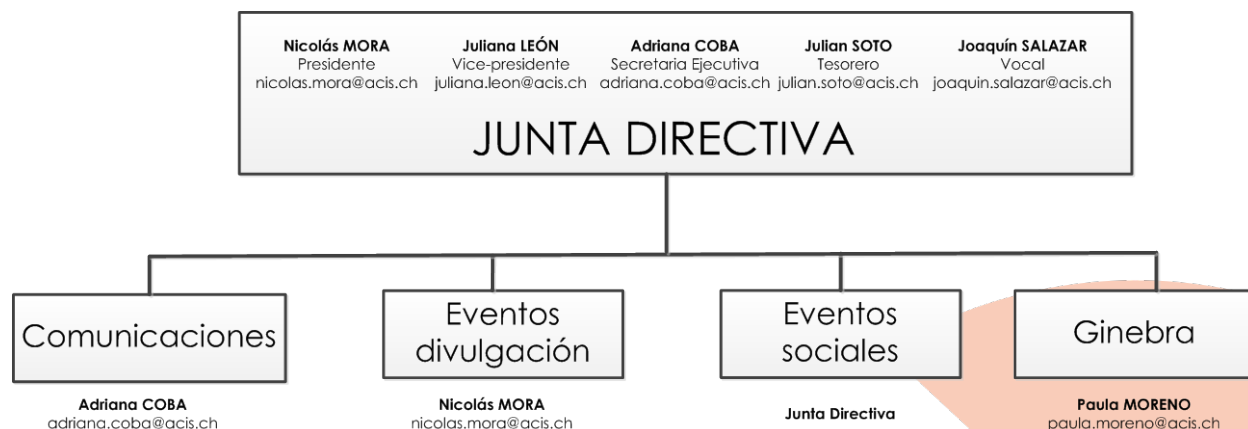 Nicolás MORA
Presidente
nicolas.mora@acis.ch
Juliana LEÓN
Vice-presidente
juliana.leon@acis.ch
Adriana COBA
Secretaria Ejecutiva
adriana.coba@acis.ch
Julian SOTO
Tesorero
julian.soto@acis.ch
Joaquín SALAZAR
Vocal
joaquin.salazar@acis.ch
JUNTA DIRECTIVA
Comunicaciones
Adriana COBA
adriana.coba@acis.ch
Eventos
divulgación
Nicolás MORA
nicolas.mora@acis.ch
Eventos
sociales
Junta Directiva
Ginebra
Paula MORENO
paula.moreno@acis.ch